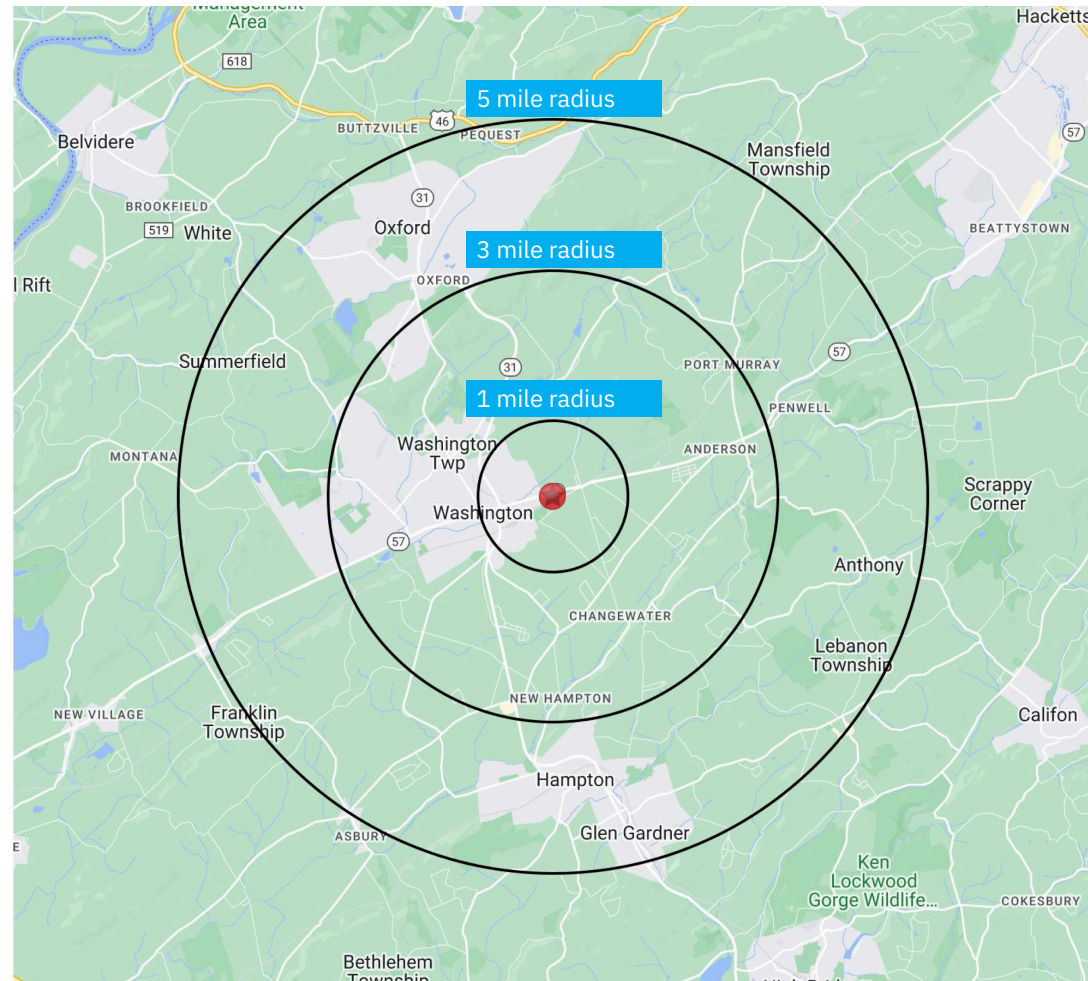 Management
Area
Hacketts
618
5 mile radius
BUTTZVILLE
46
PEQUEST
57
Belvidere
Mansfield
Township
31
BROOKFIELD
519
White
Oxford
BEATTYSTOWN
3 mile radius
l Rift
OXFORD
Summerfield
31
57
PORT MURRAY
1 mile radius
PENWELL
Washington
Twp
MONTANA
ANDERSON
Scrappy
Corner
Washington
57
Anthony
CHANGEWATER
Lebanon
Township
NEW HAMPTON
NEW VILLAGE
Franklin
Township
Califon
Hampton
ASBURY
Glen Gardner
E
Ken
Lockwood
Gorge Wildlife...
COKESBURY
Bethlehem
Township